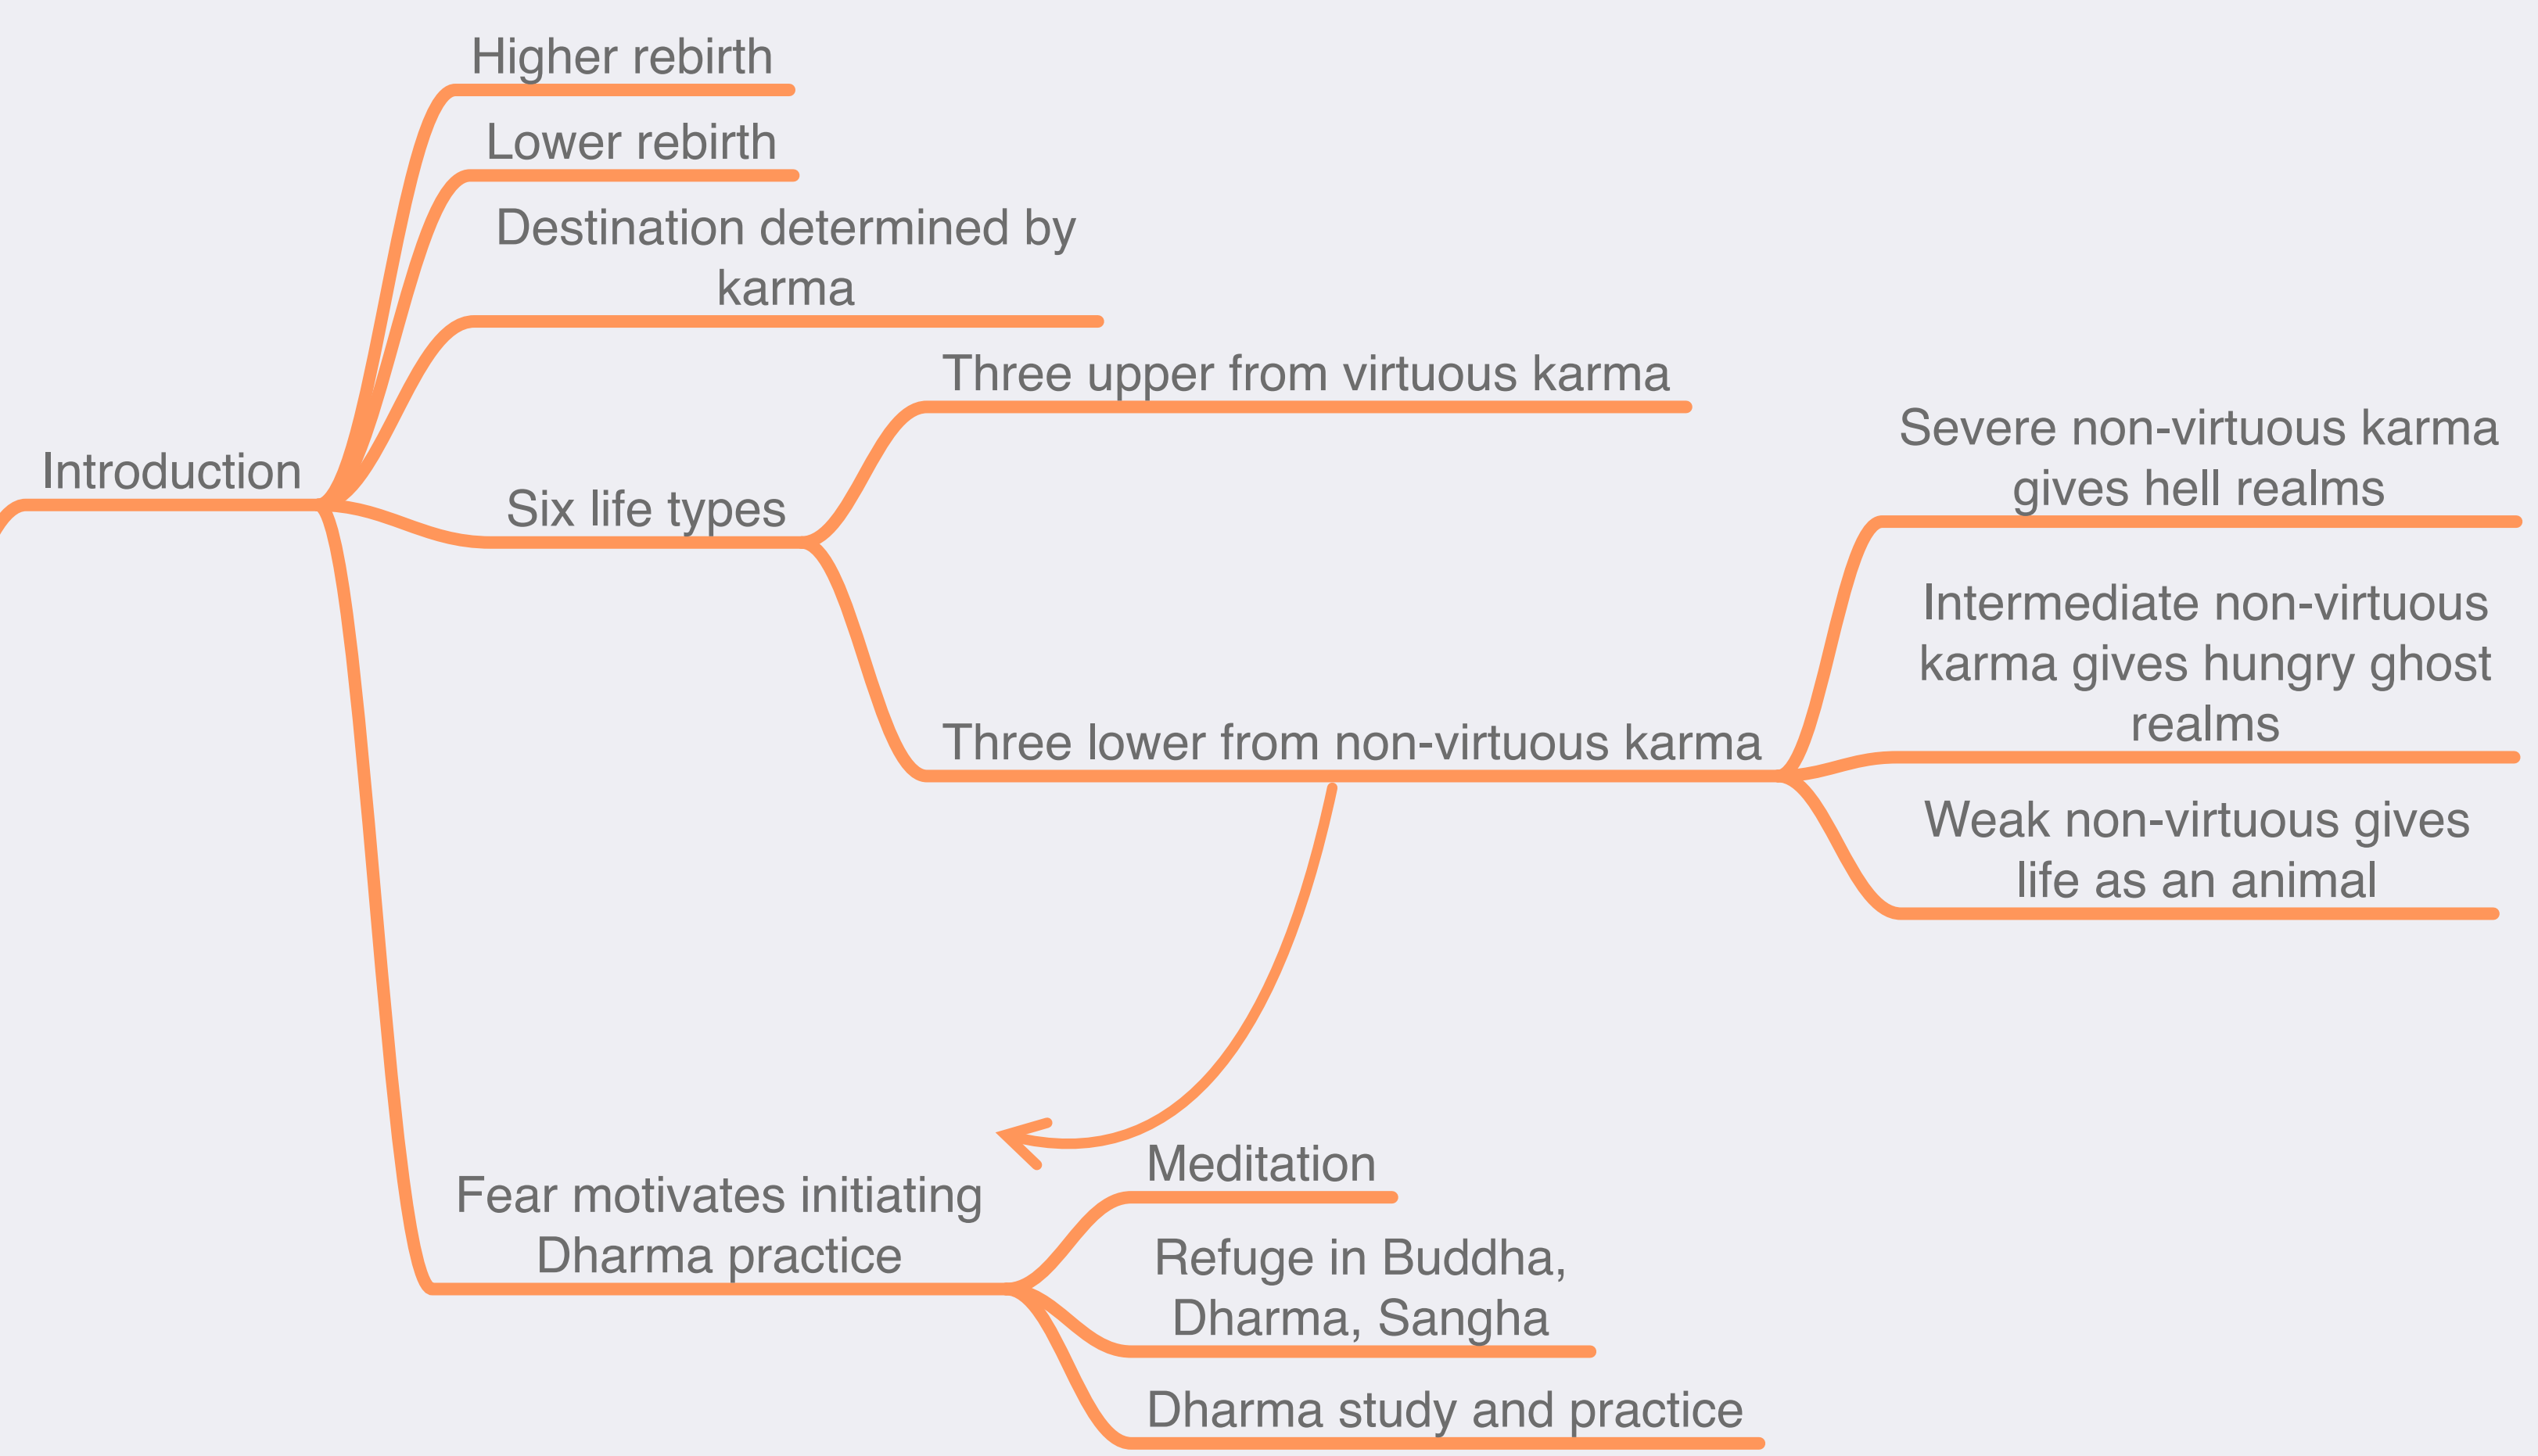 Higher rebirth
Lower rebirth
Destination determined by
karma
Three upper from virtuous karma
Introduction
Six life types
Severe non-virtuous karma
gives hell realms
Intermediate non-virtuous
karma gives hungry ghost
realms
Three lower from non-virtuous karma
Weak non-virtuous gives
life as an animal
Fear motivates initiating
Dharma practice
Meditation
Refuge in Buddha,
Dharma, Sangha
Dharma study and practice